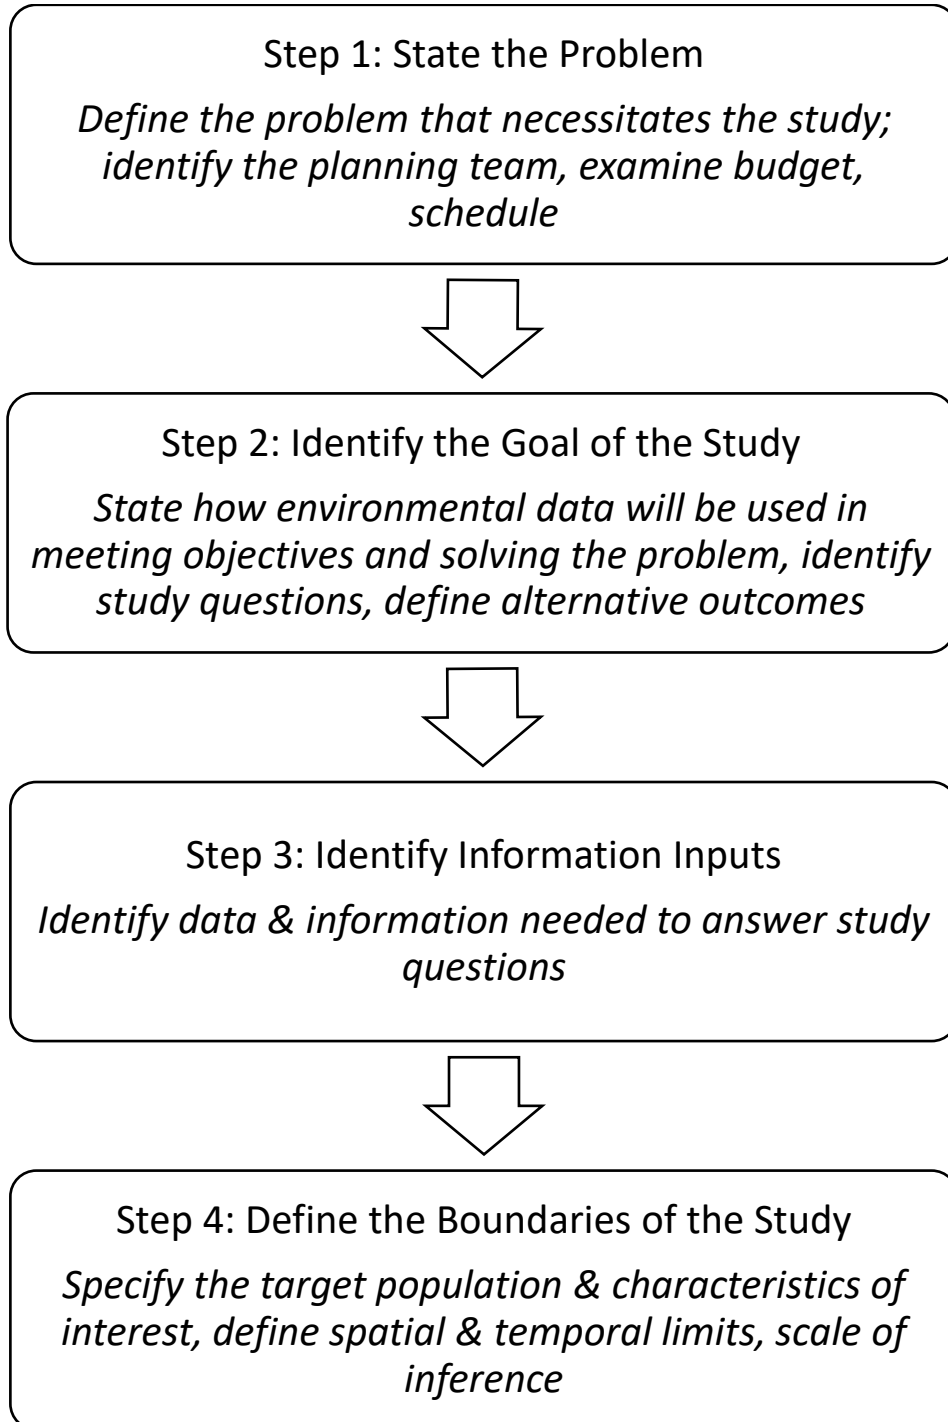 Step 1: State the Problem
Define the problem that necessitates the study;
identify the planning team, examine budget,
schedule
Step 2: Identify the Goal of the Study
State how environmental data will be used in
meeting objectives and solving the problem, identify
study questions, define alternative outcomes
Step 3: Identify Information Inputs
Identify data & information needed to answer study
questions
Step 4: Define the Boundaries of the Study
Specify the target population & characteristics of
interest, define spatial & temporal limits, scale of
inference